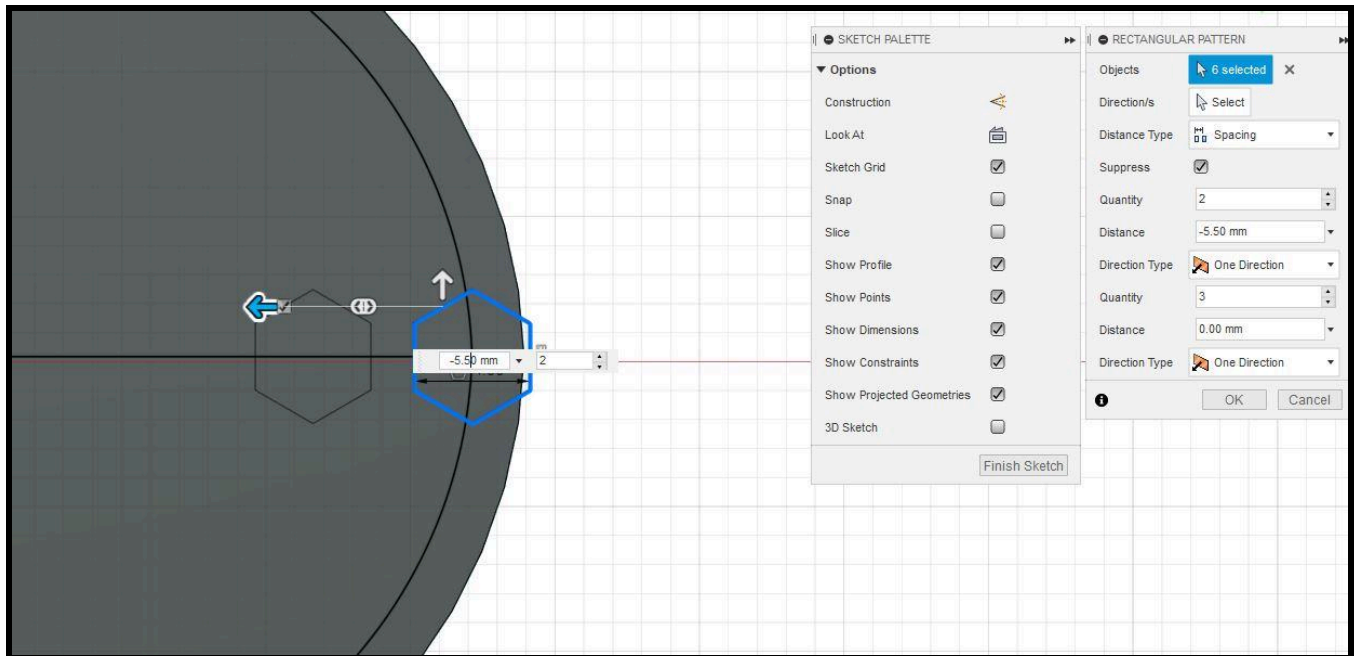 SKETCH PALETTE
Options
Construction
Look At
Sketch Grid
Snap
Slice
Show Profile
Show Points
Show Dimensions
Show Constraints
Show Projected Geometries
3D Sketch
Finish Sketch
RECTANGULAR PATTERN
Objects 6 selected
Direction/s Select
Distance Type Spacing
Suppress
Quantity 2
Distance -5.50 mm
Direction Type One Direction
Quantity 3
Distance 0.00 mm
Direction Type One Direction
OK Cancel
-5.50 mm 2